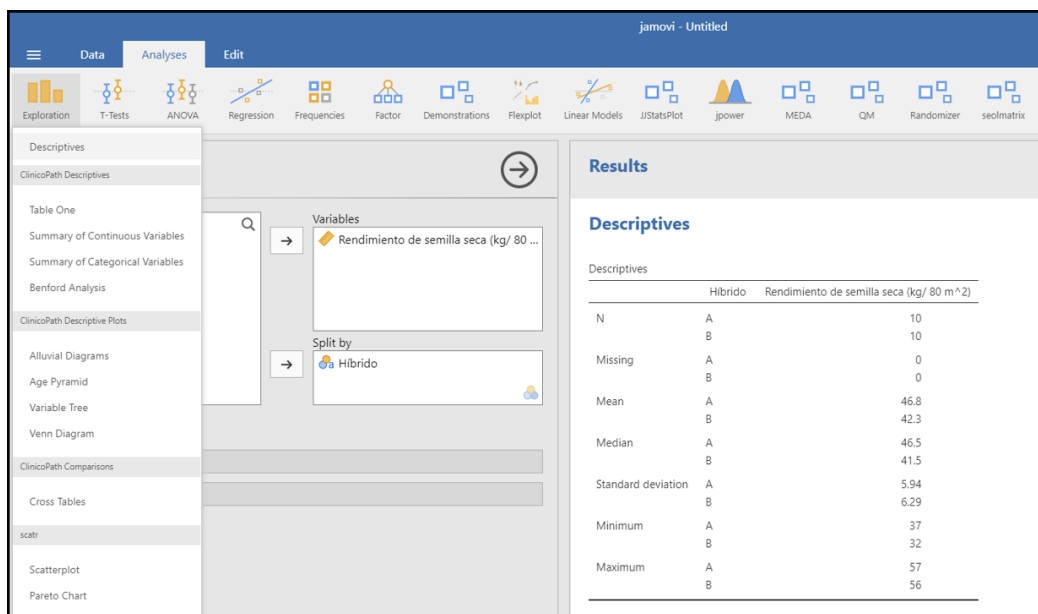 jamovi - Untitled
Data Analyses Edit
Exploration T-Tests ANOVA Regression Frequencies Factor Demonstrations Flexplot Linear Models JJStatsPlot jpower MEDA QM Randomizer seolmatrix
Descriptives
ClinicoPath Descriptives
Table One
Summary of Continuous Variables
Summary of Categorical Variables
Benford Analysis
ClinicoPath Descriptive Plots
Alluvial Diagrams
Age Pyramid
Variable Tree
Venn Diagram
ClinicoPath Comparisons
Cross Tables
scatr
Scatterplot
Pareto Chart
Variables
Rendimiento de semilla seca (kg/ 80 ...
Split by
a Híbrido
Results
Descriptives
Descriptives
Híbrido Rendimiento de semilla seca (kg/ 80 m^2)
N A 10
B 10
Missing A 0
B 0
Mean A 46.8
B 42.3
Median A 46.5
B 41.5
Standard deviation A 5.94
B 6.29
Minimum A 37
B 32
Maximum A 57
B 56